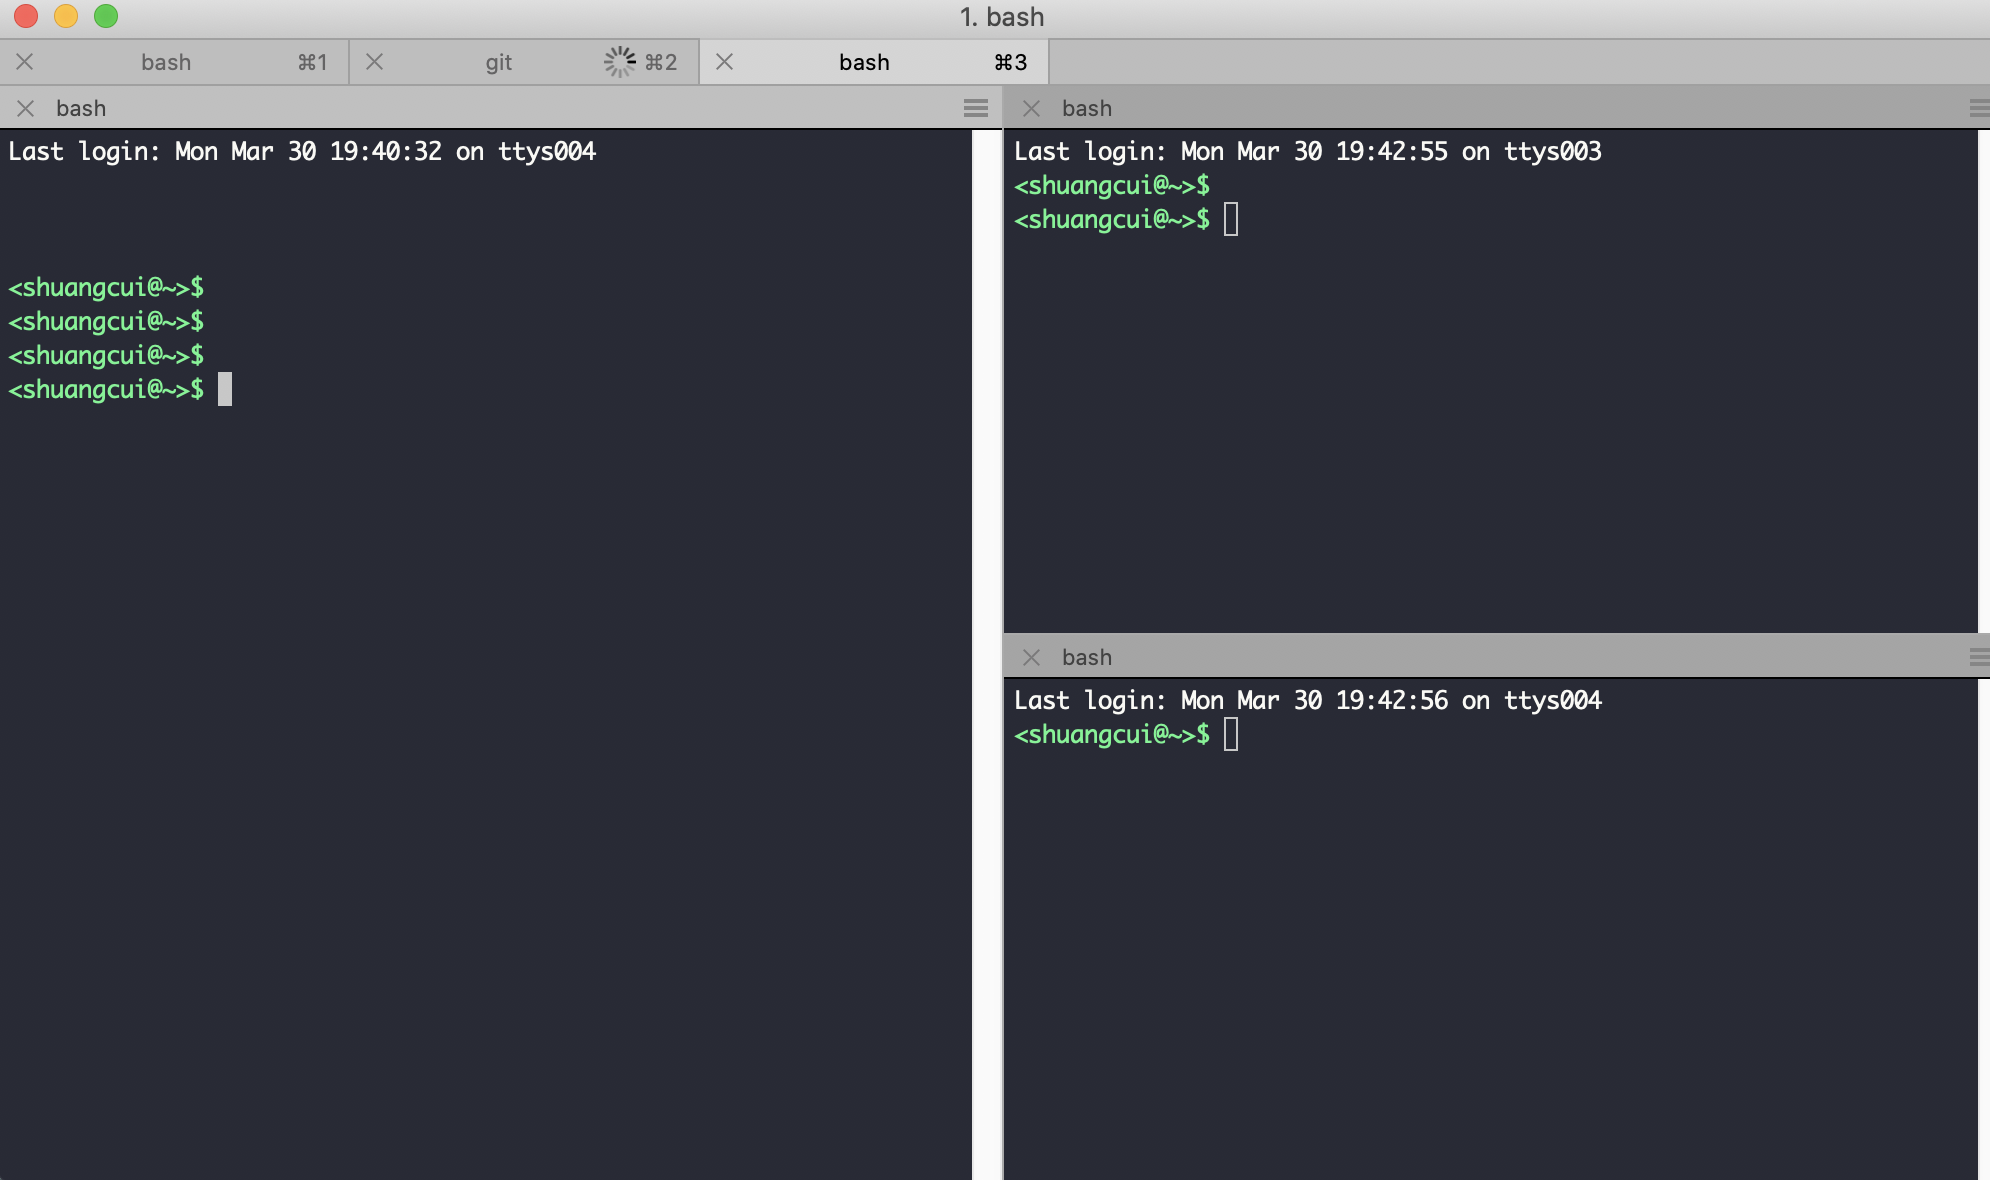 1. bash
bash ⌘1
git ⌘2
bash ⌘3
bash
Last login: Mon Mar 30 19:40:32 on ttys004
<shuangcui@~>$
<shuangcui@~>$
<shuangcui@~>$
<shuangcui@~>$
bash
Last login: Mon Mar 30 19:42:55 on ttys003
<shuangcui@~>$
<shuangcui@~>$
bash
Last login: Mon Mar 30 19:42:56 on ttys004
<shuangcui@~>$